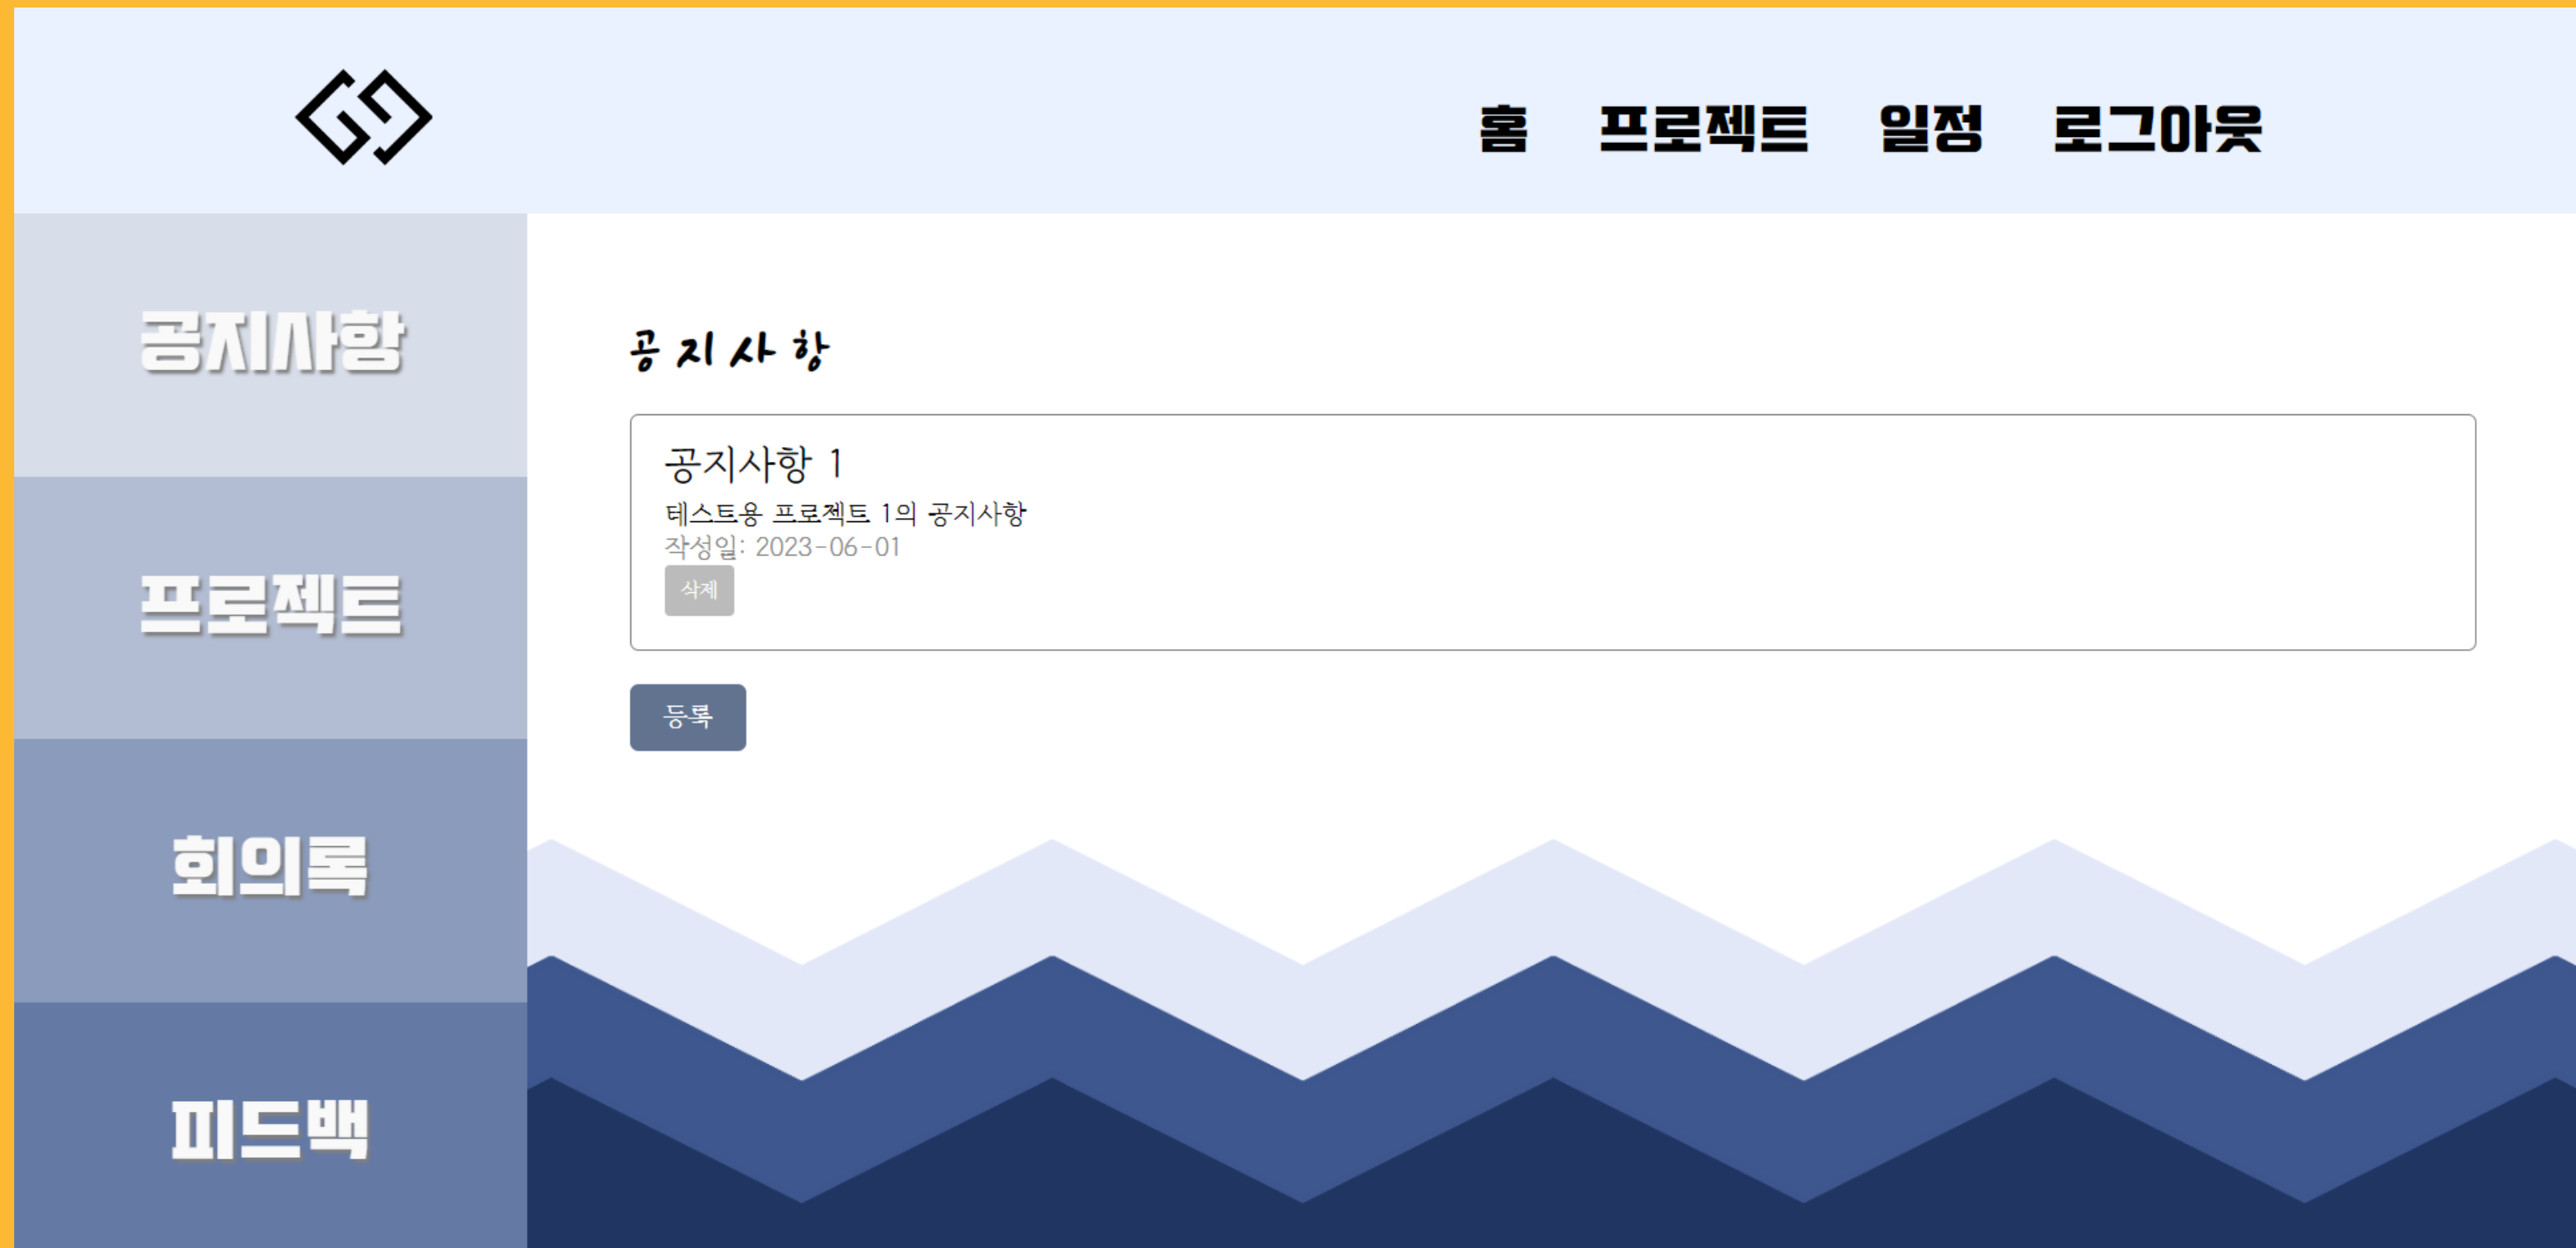 홈 프로젝트 일정 로그아웃
공지사항
프로젝트
회의록
피드백
공지사항
공지사항 1
테스트용 프로젝트 1의 공지사항
작성일: 2023-06-01
삭제
등록